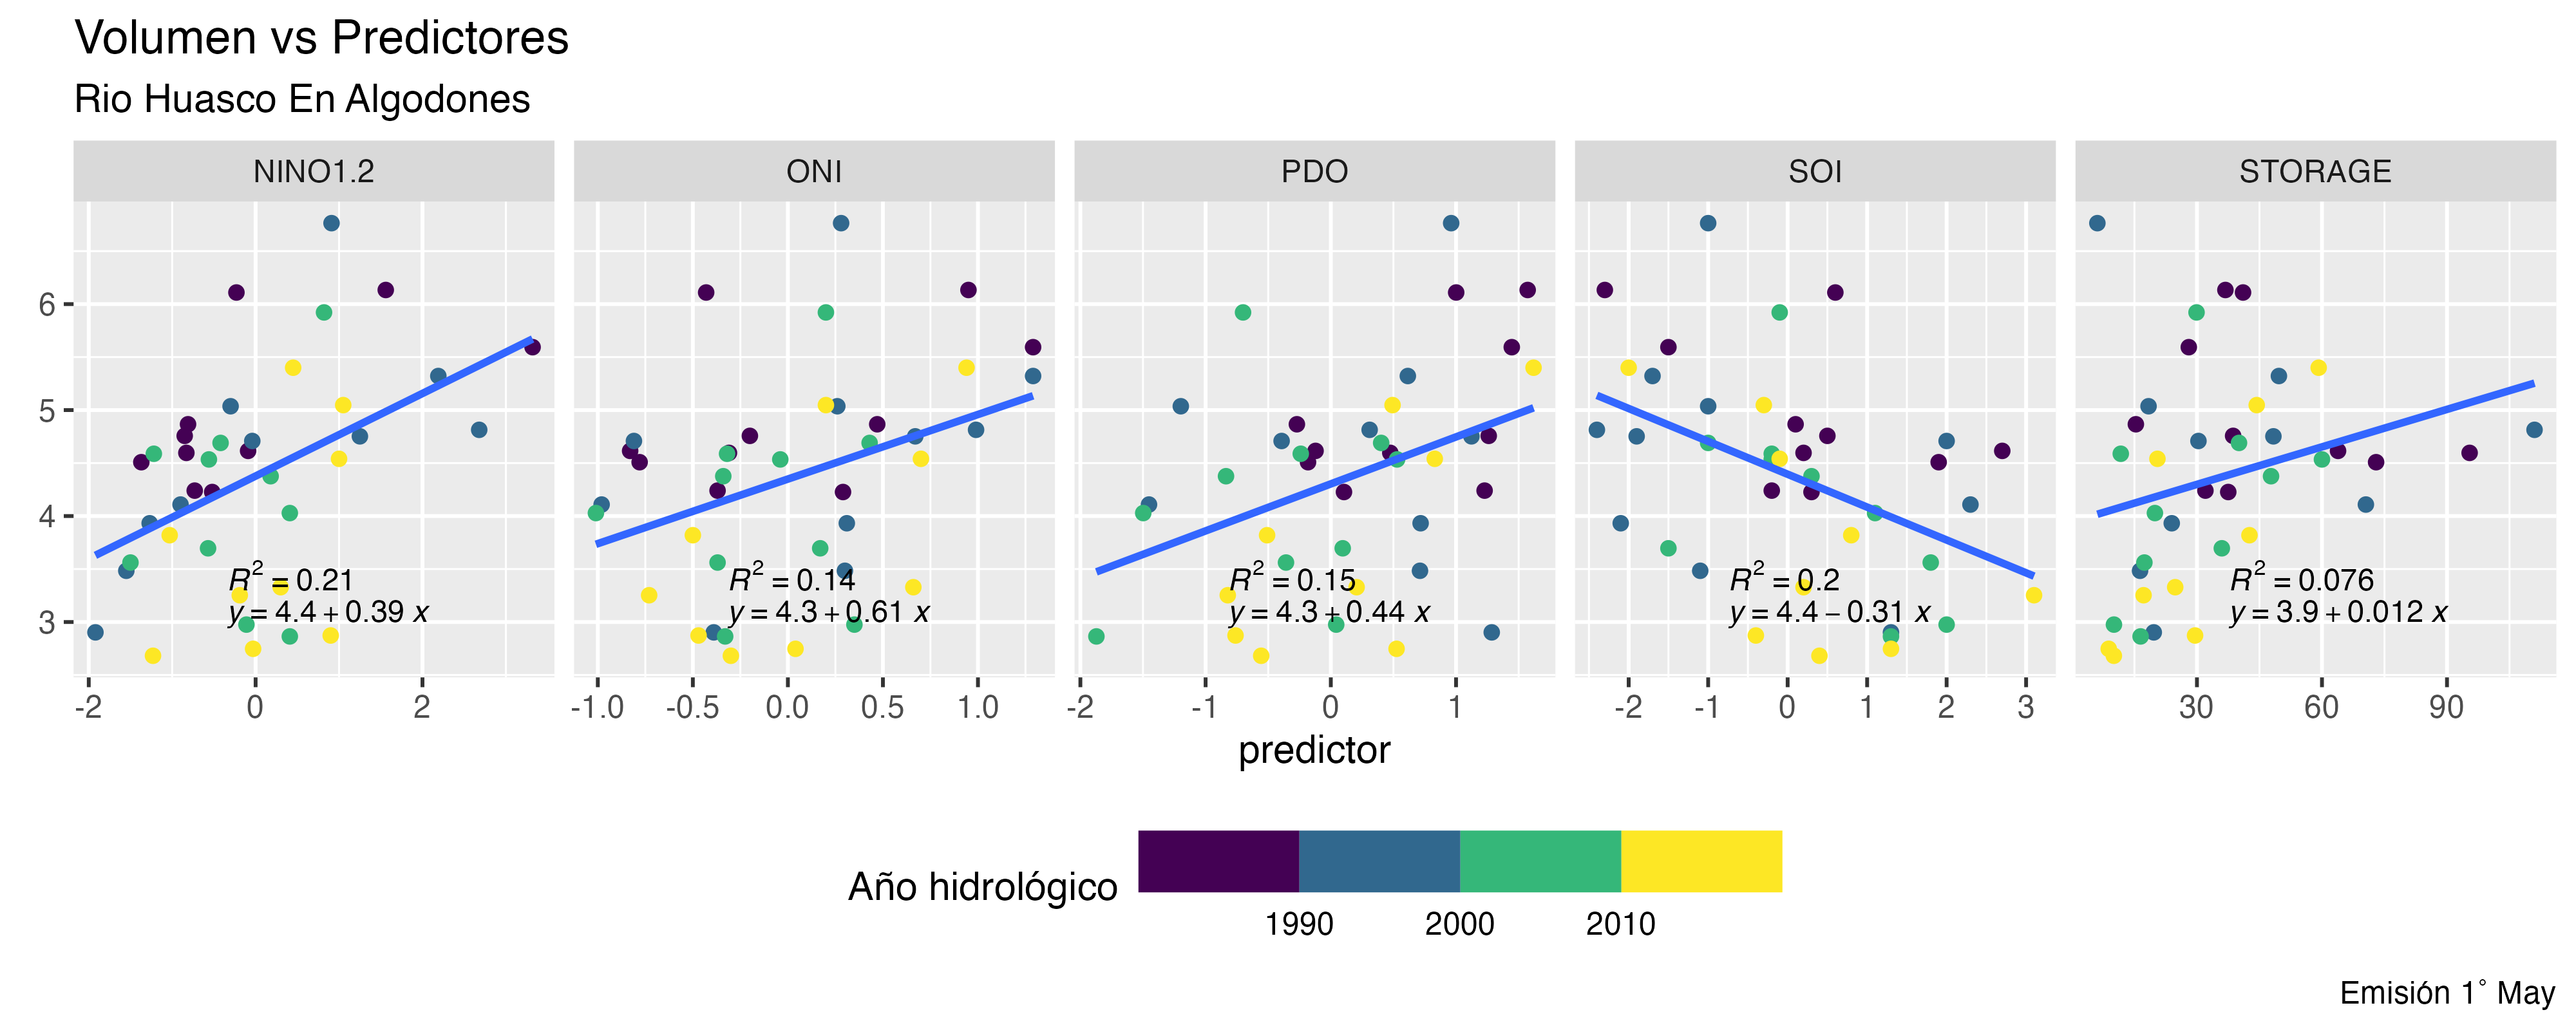 Volumen vs Predictores
Rio Huasco En Algodones
NINO1.2 ONI PDO SOI STORAGE
6
5
4
3
R² = 0.21 R² = 0.14 R² = 0.15 R² = 0.2 R² = 0.076
y = 4.4 + 0.39 x y = 4.3 + 0.61 x y = 4.3 + 0.44 x y = 4.4 − 0.31 x y = 3.9 + 0.012 x
-2 0 2 -1.0 -0.5 0.0 0.5 1.0 -2 -1 0 1 -2 -1 0 1 2 3 30 60 90
predictor
Año hidrológico
1990 2000 2010
Emisión 1° May